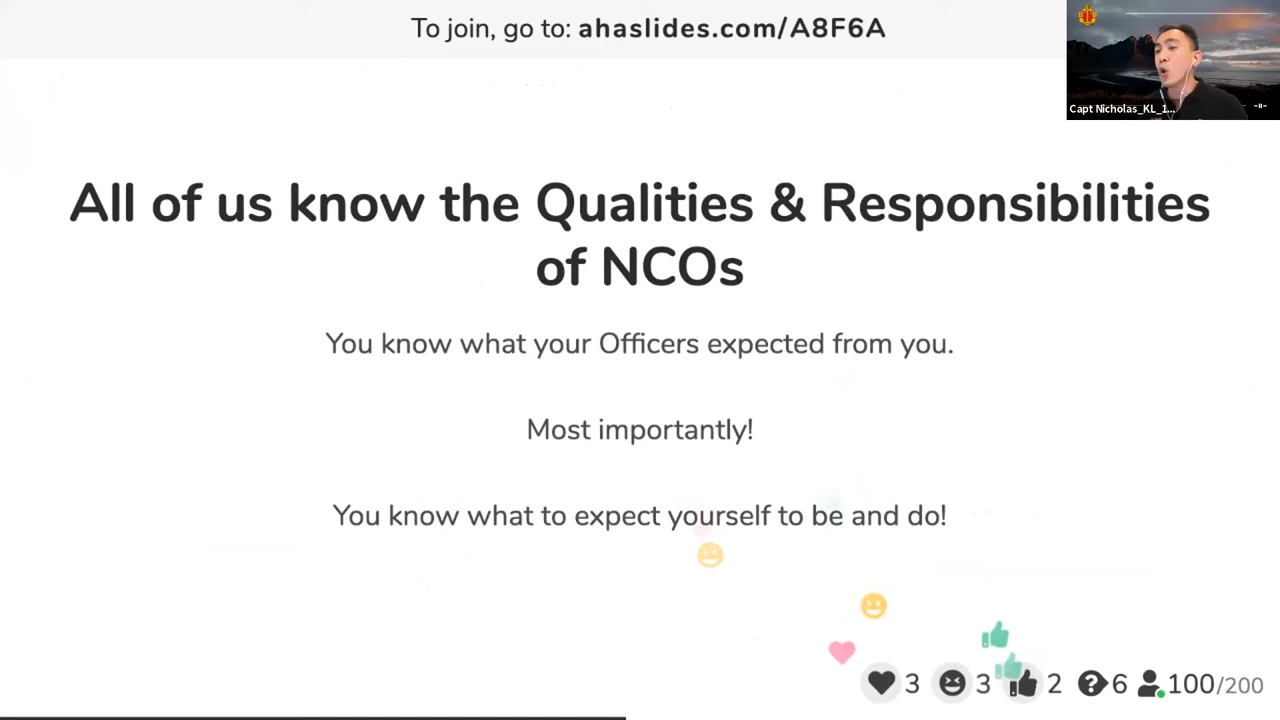 To join, go to: ahaslides.com/A8F6A
Capt Nicholas_KL_1...
All of us know the Qualities & Responsibilities
of NCOs
You know what your Officers expected from you.
Most importantly!
You know what to expect yourself to be and do!
3 3 2 6 100/200